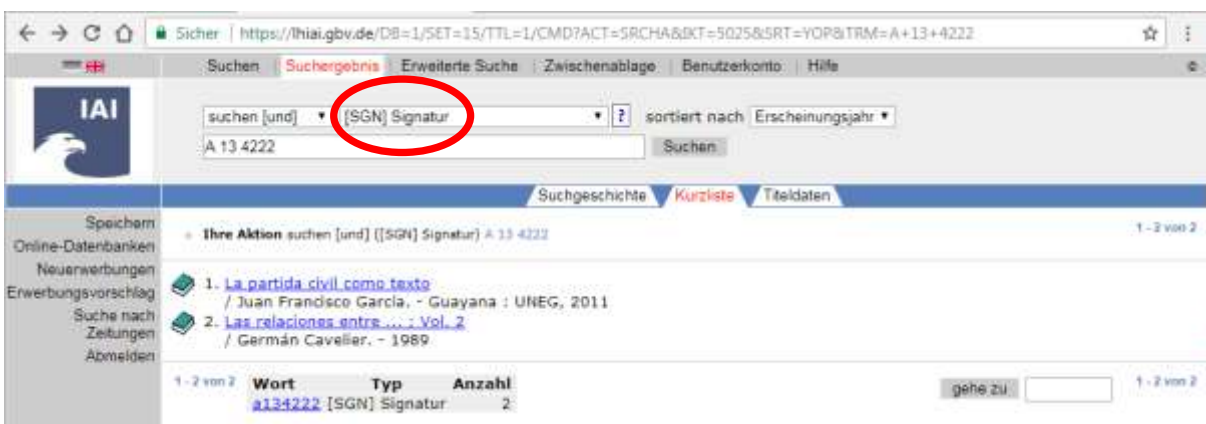 Sicher | https://lhiai.gbv.de/DB=1/SET=15/TTL=1/CMD?ACT=SRCHA&IKT=5025&SRT=YOP&TRM=A+13+4222
Suchen | Suchergebnis | Erweiterte Suche | Zwischenablage | Benutzerkonto | Hilfe
IAI
suchen [und] [SGN] Signatur ? sortiert nach Erscheinungsjahr
A 13 4222 Suchen
Suchgeschichte Kurzliste Titeldaten
Speichern
Online-Datenbanken
Neuerwerbungen
Erwerbungsvorschlag
Suche nach
Zeitungen
Abmelden
Ihre Aktion suchen [und] ([SGN] Signatur) A 13 4222
1 - 2 von 2
1. La partida civil como texto
/ Juan Francisco García. - Guayana : UNEG, 2011
2. Las relaciones entre ... : Vol. 2
/ Germán Cavelier. - 1989
1 - 2 von 2 Wort Typ Anzahl gehe zu 1 - 2 von 2
a134222 [SGN] Signatur 2